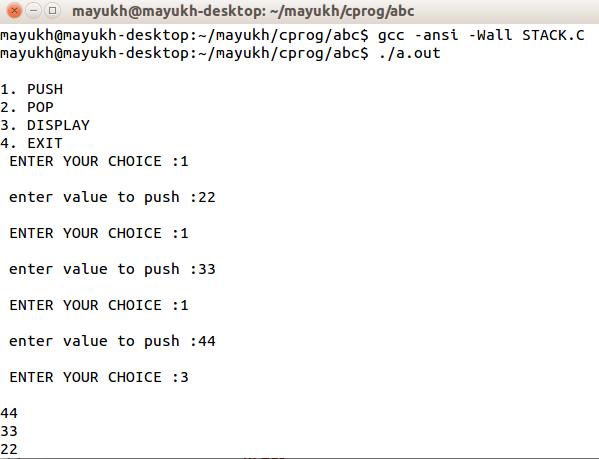 mayukh@mayukh-desktop: ~/mayukh/cprog/abc
mayukh@mayukh-desktop:~/mayukh/cprog/abc$ gcc -ansi -Wall STACK.C
mayukh@mayukh-desktop:~/mayukh/cprog/abc$ ./a.out
1. PUSH
2. POP
3. DISPLAY
4. EXIT
ENTER YOUR CHOICE :1
enter value to push :22
ENTER YOUR CHOICE :1
enter value to push :33
ENTER YOUR CHOICE :1
enter value to push :44
ENTER YOUR CHOICE :3
44
33
22